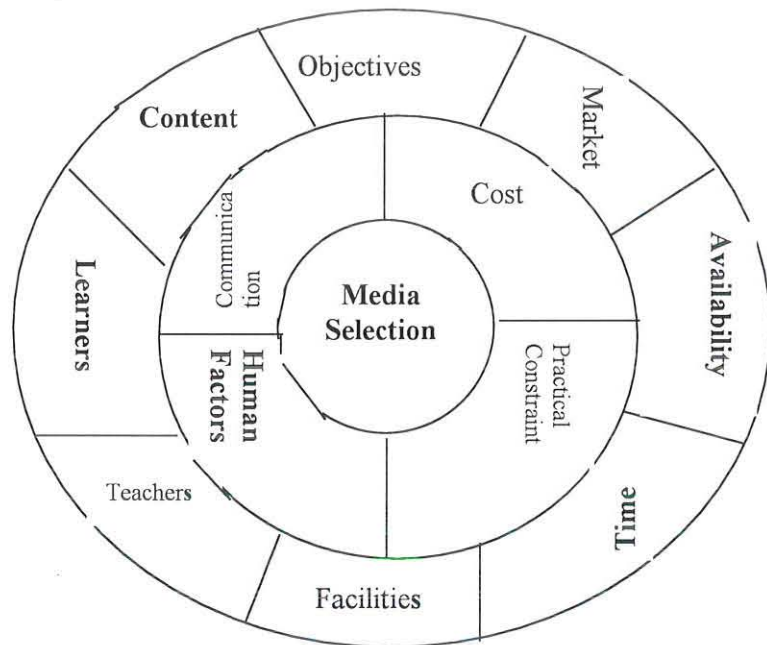 Objectives
Content
Market
Communica
tion
Cost
Learners
Media
Selection
Availability
Human
Factors
Practical
Constraint
Teachers
Time
Facilities